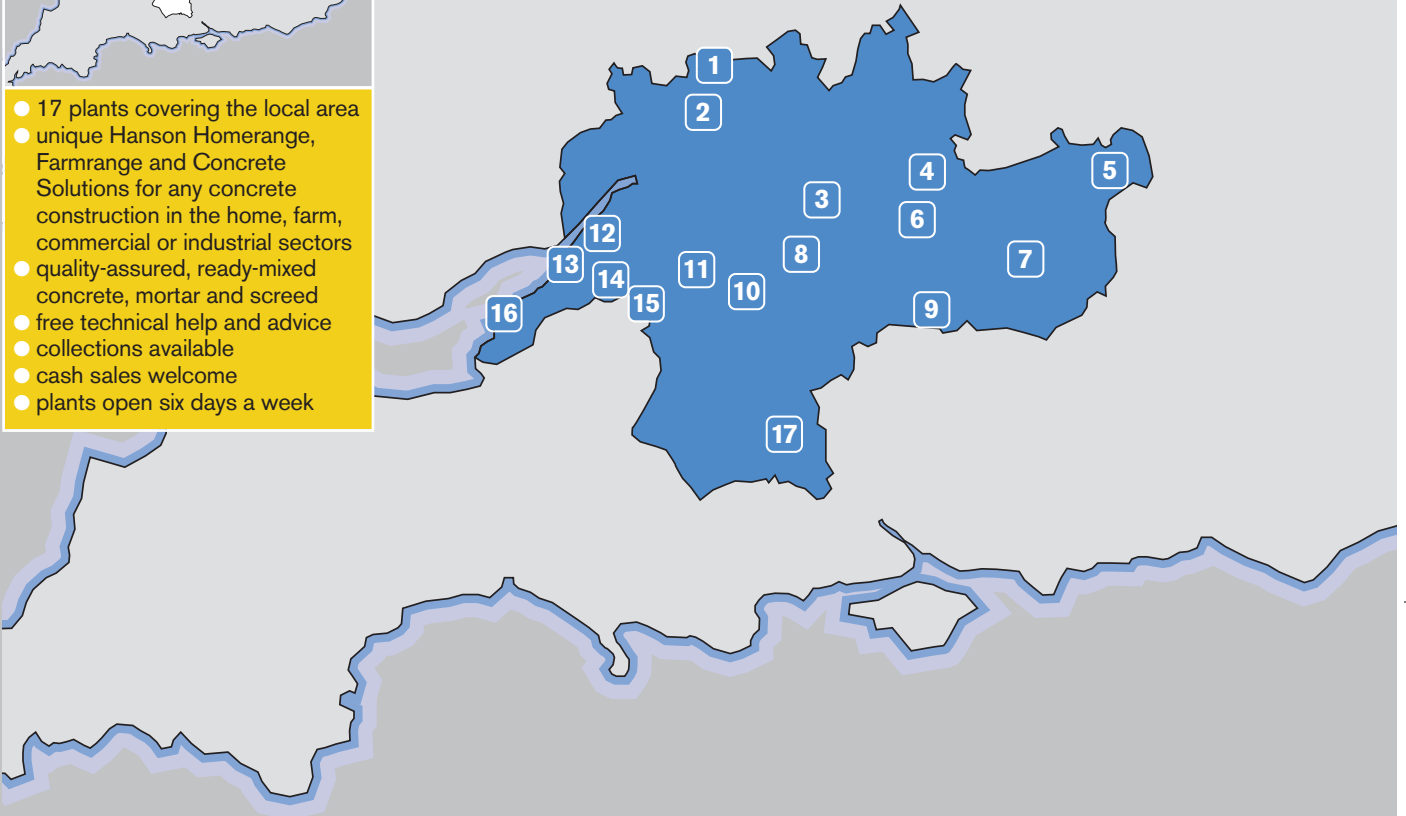 ● 17 plants covering the local area
● unique Hanson Homerange,
Farmrange and Concrete
Solutions for any concrete
construction in the home, farm,
commercial or industrial sectors
● quality-assured, ready-mixed
concrete, mortar and screed
● free technical help and advice
● collections available
● cash sales welcome
● plants open six days a week
1
2
3
4
5
6
7
8
9
10
11
12
13
14
15
16
17